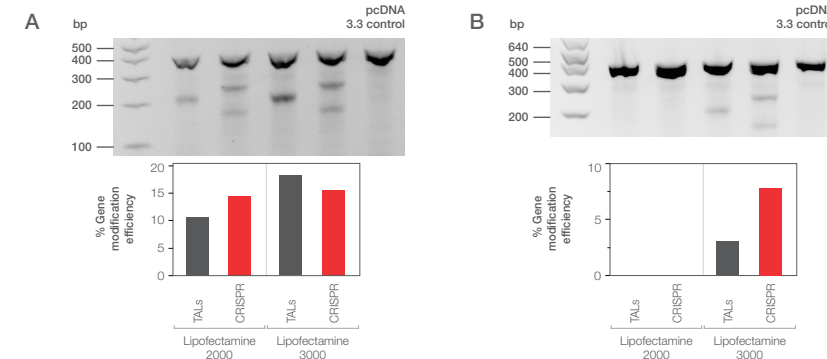 A
bp
pcDNA
3.3 control
500
400
300
200
100
% Gene
modification
efficiency
20
15
10
5
0
TALs
CRISPR
TALs
CRISPR
Lipofectamine
2000
Lipofectamine
3000
B
bp
pcDNA
3.3 contro
640
500
400
300
200
% Gene
modification
efficiency
10
5
0
TALs
CRISPR
TALs
CRISPR
Lipofectamine
2000
Lipofectamine
3000